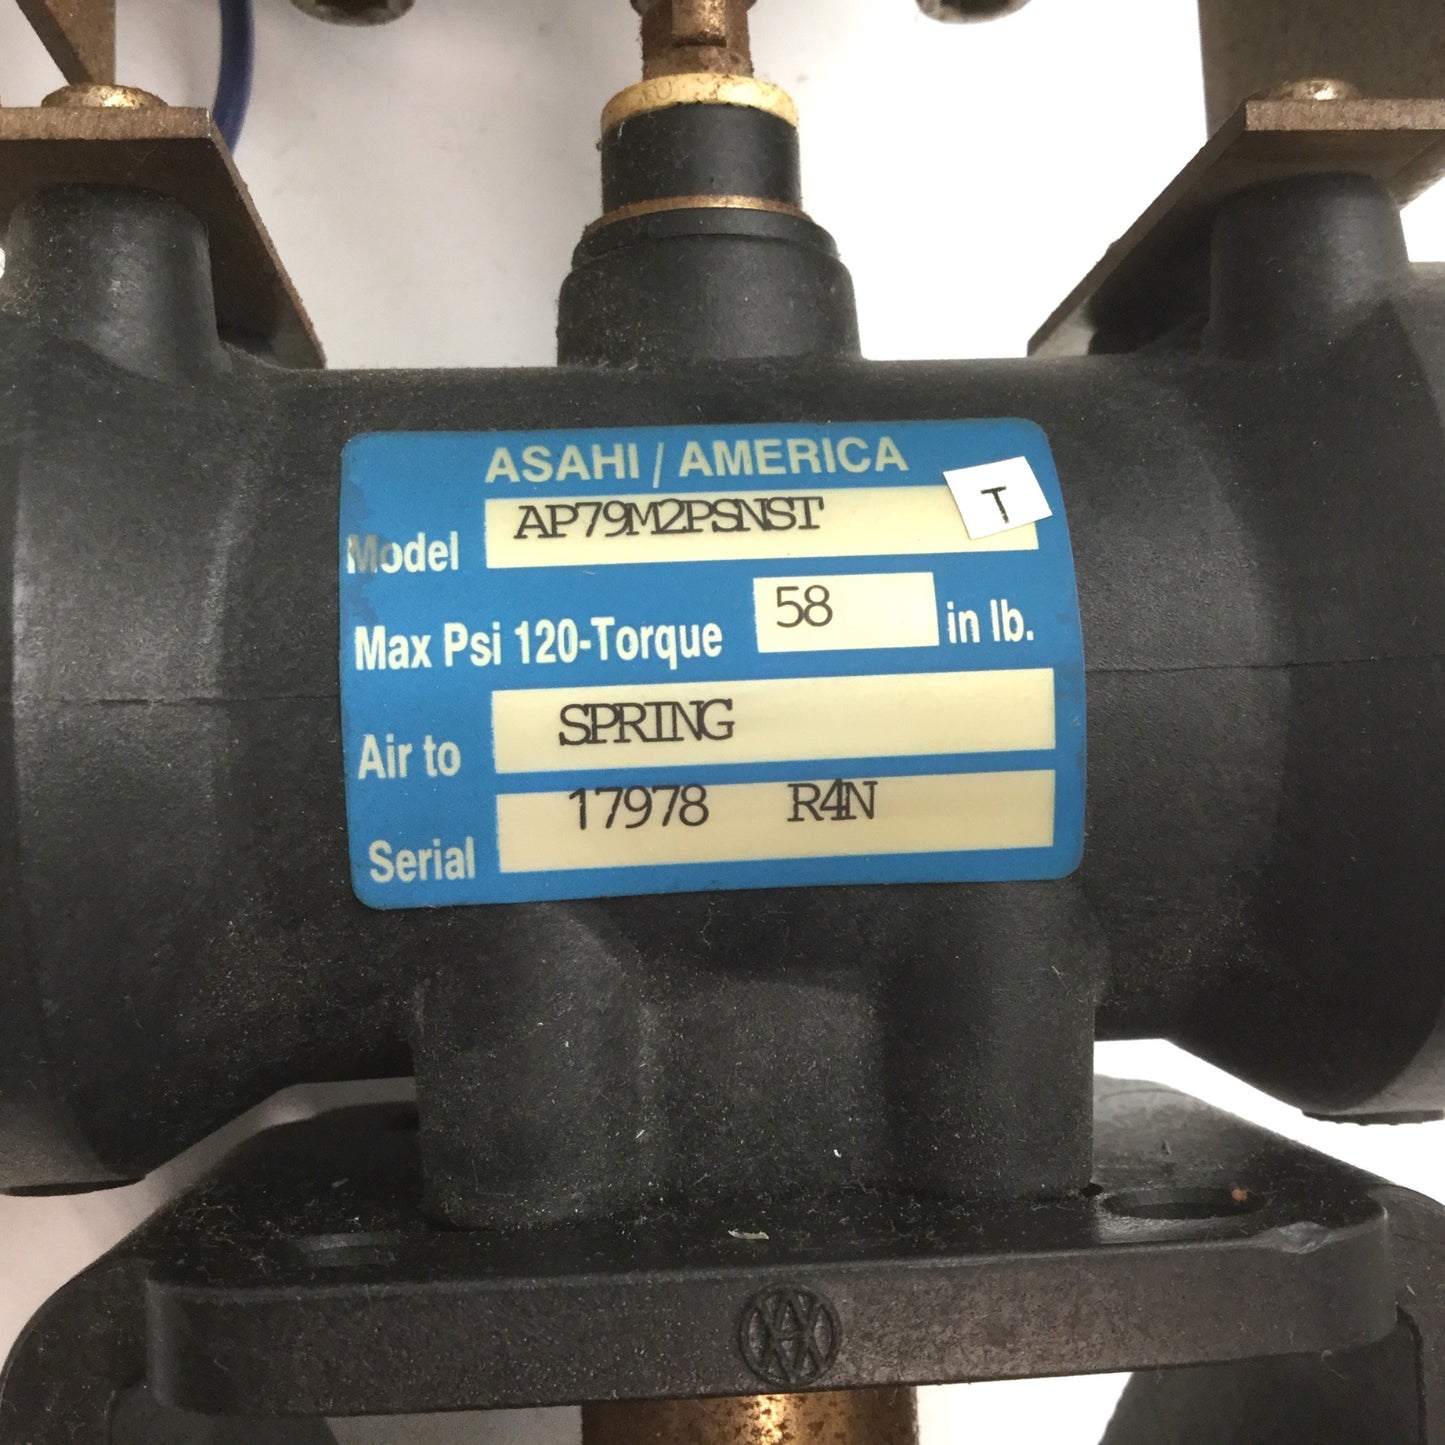 ASAHI / AMERICA
Model AP79M2PSNST T
Max Psi 120-Torque 58 in lb.
Air to SPRING
Serial 17978 R4N